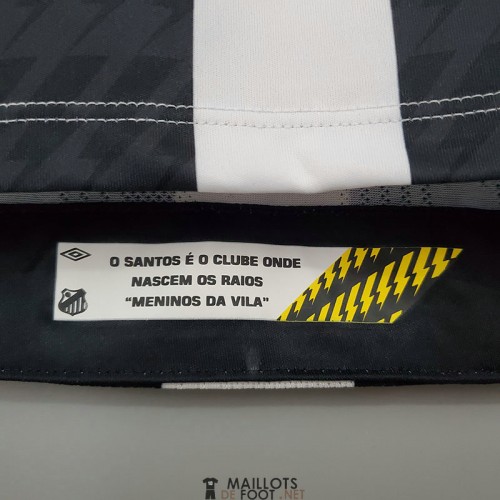 O SANTOS É O CLUBE ONDE
NASCEM OS RAIOS
"MENINOS DA VILA"
MAILLOTS
DE FOOT.NET